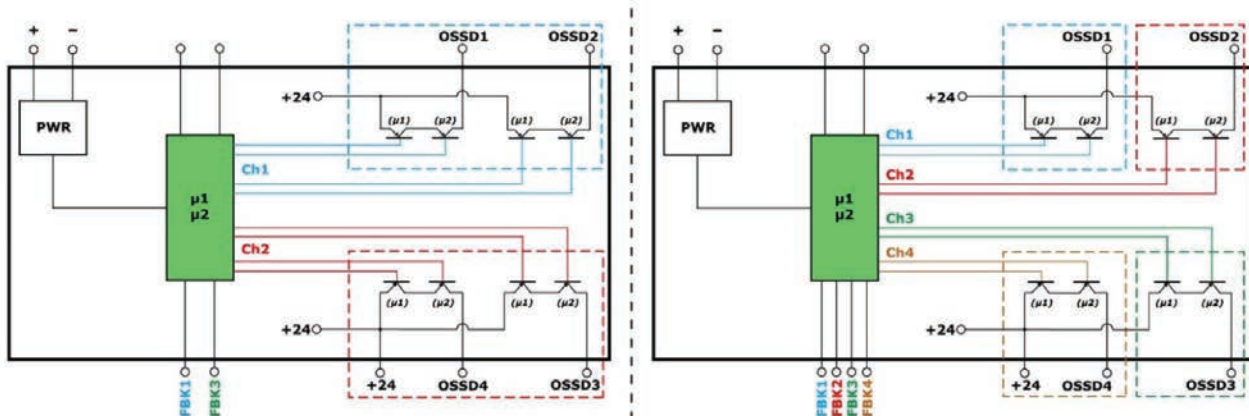 + − OSSD1 OSSD2
+24
(µ1) (µ2) (µ1) (µ2)
PWR
Ch1
µ1
µ2
Ch2
(µ1) (µ2) (µ1) (µ2)
+24
FBK1 FBK3 +24 OSSD4 OSSD3
+ − OSSD1 OSSD2
+24
(µ1) (µ2) (µ1) (µ2)
PWR
Ch1
Ch2
µ1
µ2
Ch3
Ch4
(µ1) (µ2) (µ1) (µ2)
+24
FBK1 FBK2 FBK3 FBK4 +24 OSSD4 OSSD3